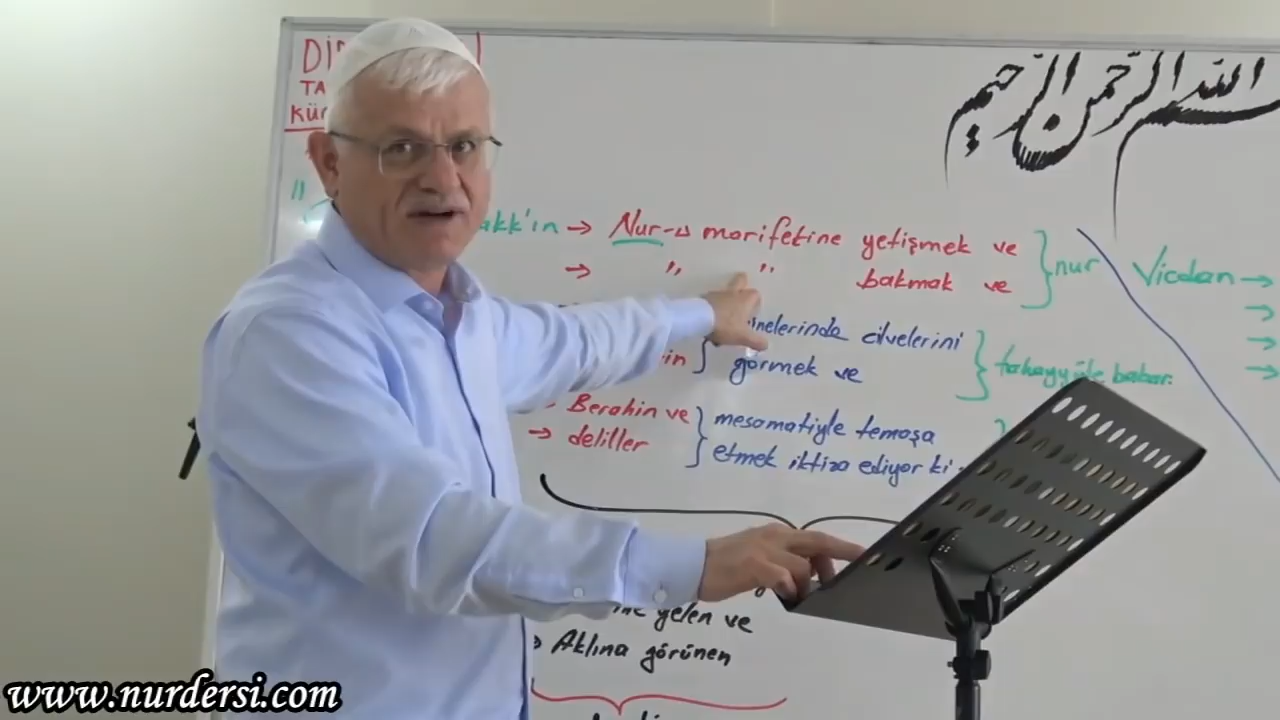 بسم الله الرحمن الرحيم
Dİ
TA
KÜR
"
akk'ın → Nur → marifetine yetişmek ve } nur
→ " " bakmak ve
Vicdan →
→
→
→
inelerinde cilvelerini
in } görmek ve } tahayyüle bakar.
→ Berahin ve } mesamatiyle temaşa
→ deliller } etmek iktiza ediyor ki
gelen ve
→ Aklına görünen
www.nurdersi.com